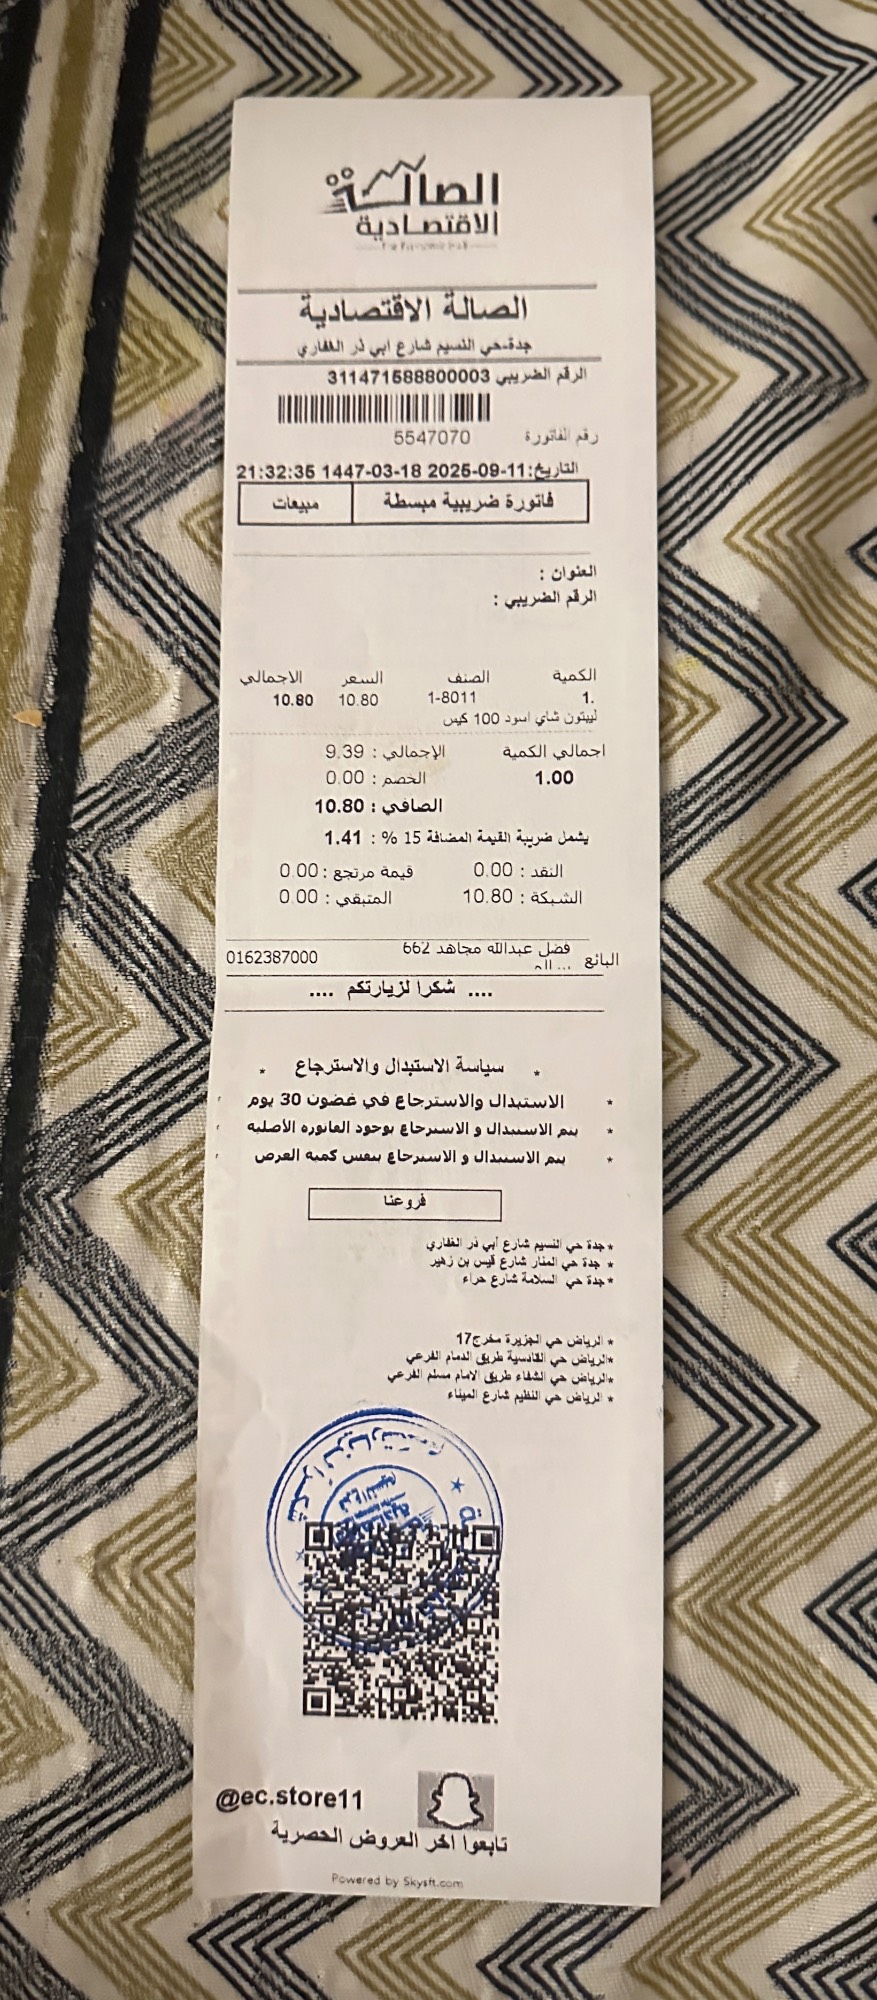 الصالة
الاقتصادية
الصالة الاقتصادية
جدة-حي النسيم شارع ابي ذر الغفاري
الرقم الضريبي 311471588800003
رقم الفاتورة 5547070
التاريخ:11-09-2025 18-03-1447 21:32:35
فاتورة ضريبية مبسطة مبيعات
العنوان :
الرقم الضريبي :
الكمية الصنف السعر الاجمالي
1. 1-8011 10.80 10.80
ليبتون شاي اسود 100 كيس
اجمالي الكمية الإجمالي : 9.39
1.00 الخصم : 0.00
الصافي : 10.80
يشمل ضريبة القيمة المضافة 15 % : 1.41
النقد : 0.00 قيمة مرتجع : 0.00
الشبكة : 10.80 المتبقي : 0.00
البائع فضل عبدالله مجاهد 662 0162387000
.... شكرا لزيارتكم ....
* سياسة الاستبدال والاسترجاع *
* الاستبدال والاسترجاع في غضون 30 يوم
* يتم الاستبدال و الاسترجاع بوجود الفاتورة الأصلية
* يتم الاستبدال و الاسترجاع بنفس كمية العرض
فروعنا
*جدة حي النسيم شارع أبي ذر الغفاري
* جدة حي المنار شارع قيس بن زهير
*جدة حي السلامة شارع حراء
* الرياض حي الجزيرة مخرج17
*الرياض حي القادسية طريق الدمام الفرعي
*الرياض حي الشفاء طريق الامام مسلم الفرعي
* الرياض حي النظيم شارع الميناء
شكراً لزيارتكم
@ec.store11
تابعوا اخر العروض الحصرية
Powered by Skysft.com